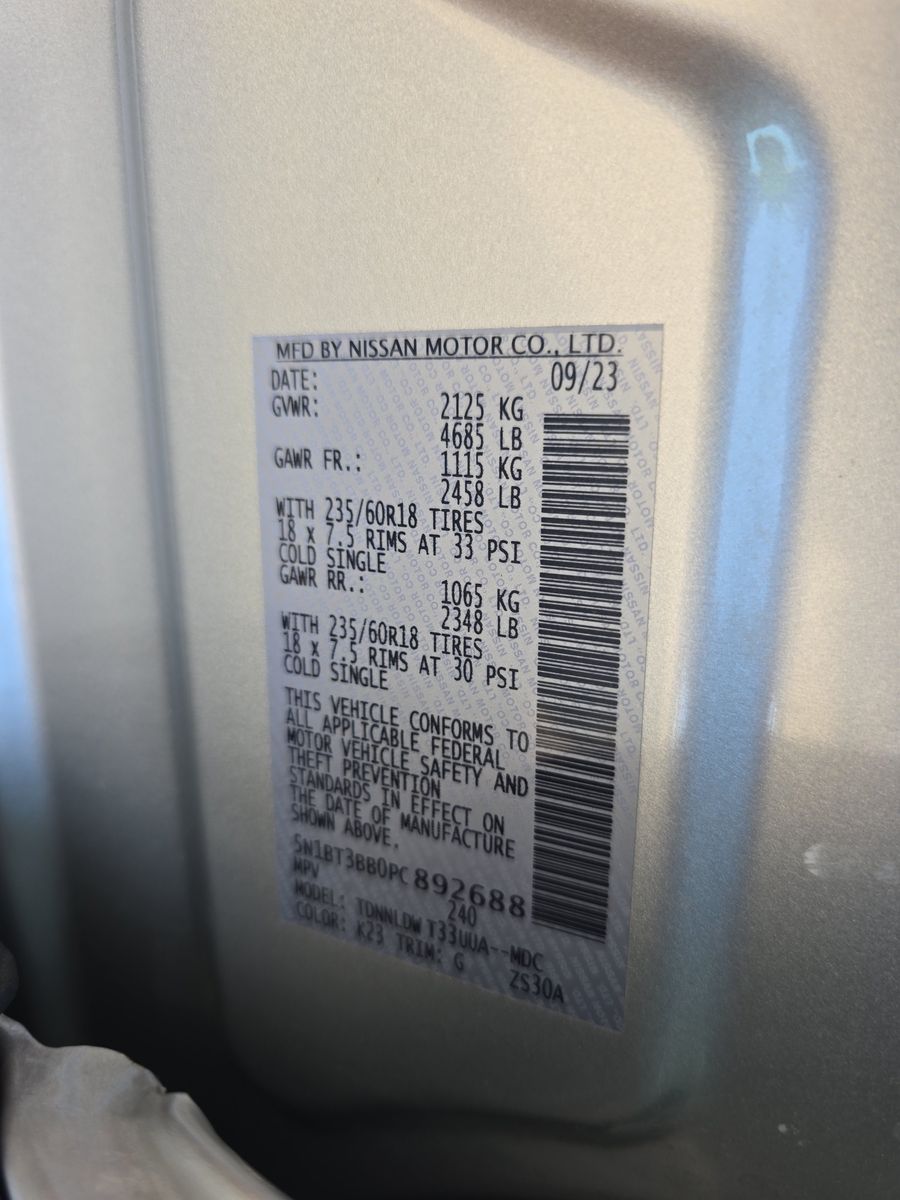 MFD BY NISSAN MOTOR CO., LTD.
DATE: 09/23
GVWR: 2125 KG
4685 LB
GAWR FR.: 1115 KG
2458 LB
WITH 235/60R18 TIRES
18 x 7.5 RIMS AT 33 PSI
COLD SINGLE
GAWR RR.: 1065 KG
2348 LB
WITH 235/60R18 TIRES
18 x 7.5 RIMS AT 30 PSI
COLD SINGLE
THIS VEHICLE CONFORMS TO
ALL APPLICABLE FEDERAL
MOTOR VEHICLE SAFETY AND
THEFT PREVENTION
STANDARDS IN EFFECT ON
THE DATE OF MANUFACTURE
SHOWN ABOVE.
5N1BT3BB0PC892688
MPV 240
MODEL: TDNNLDW T33UUA--MDC
COLOR: K23 TRIM: G ZS30A